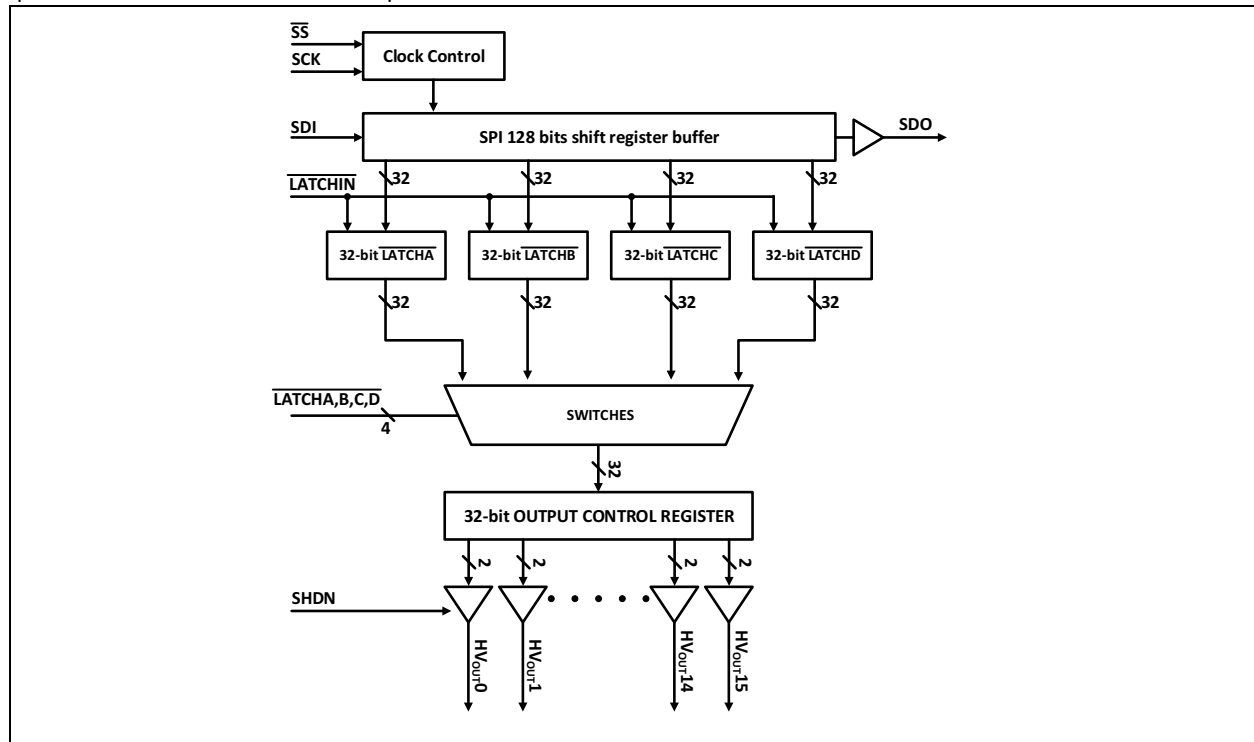 SS
SCK
Clock Control
SDI
SPI 128 bits shift register buffer
SDO
32 32 32 32
LATCHIN
32-bit LATCHA 32-bit LATCHB 32-bit LATCHC 32-bit LATCHD
32 32 32 32
LATCHA,B,C,D
4
SWITCHES
32
32-bit OUTPUT CONTROL REGISTER
2 2 2 2
SHDN
HVOUT0 HVOUT1 HVOUT14 HVOUT15